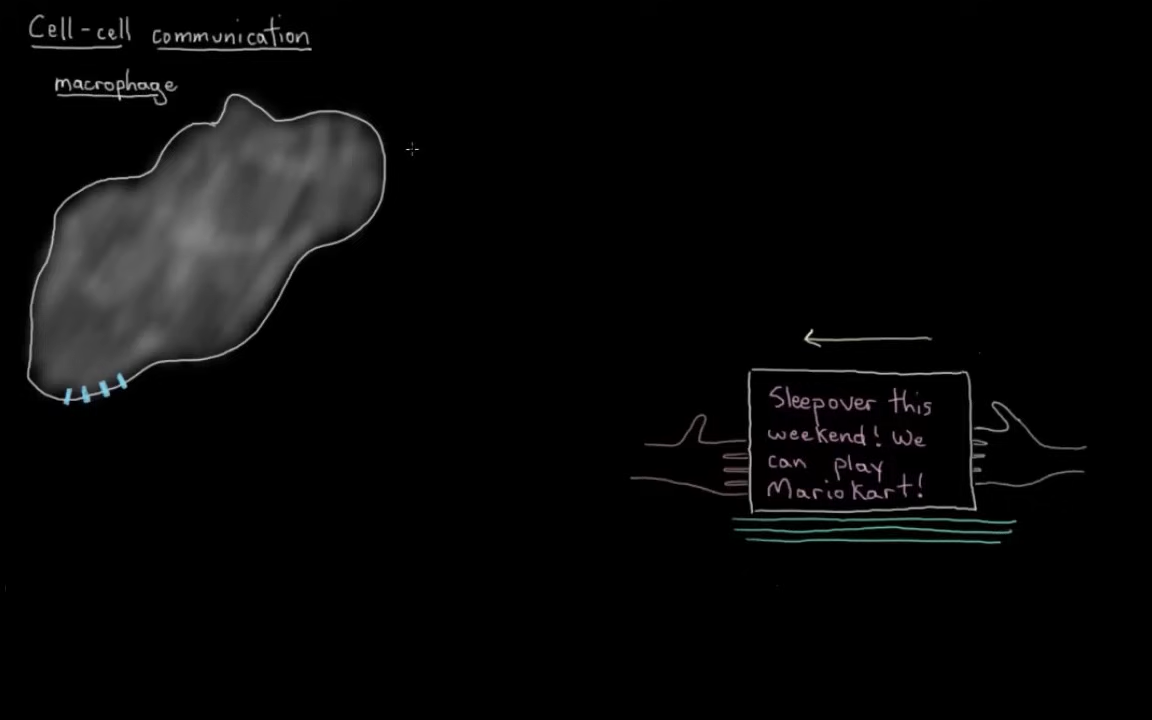 Cell-cell communication
macrophage
Sleepover this
weekend! We
can play
MarioKart!